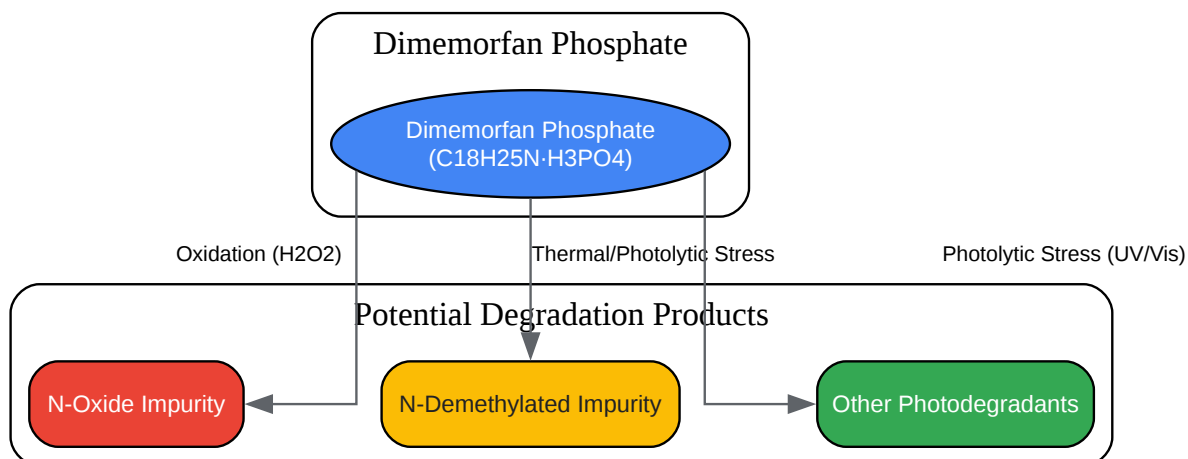 Dimemorfan Phosphate
Dimemorfan Phosphate
(C18H25N·H3PO4)
Oxidation (H2O2)
Thermal/Photolytic Stress
Photolytic Stress (UV/Vis)
Potential Degradation Products
N-Oxide Impurity
N-Demethylated Impurity
Other Photodegradants